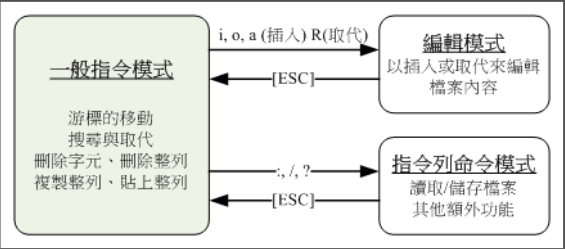 一般指令模式
游標的移動
搜尋與取代
刪除字元、刪除整列
複製整列、貼上整列
i, o, a (插入) R(取代)
[ESC]
編輯模式
以插入或取代來編輯
檔案內容
:, /, ?
[ESC]
指令列命令模式
讀取/儲存檔案
其他額外功能